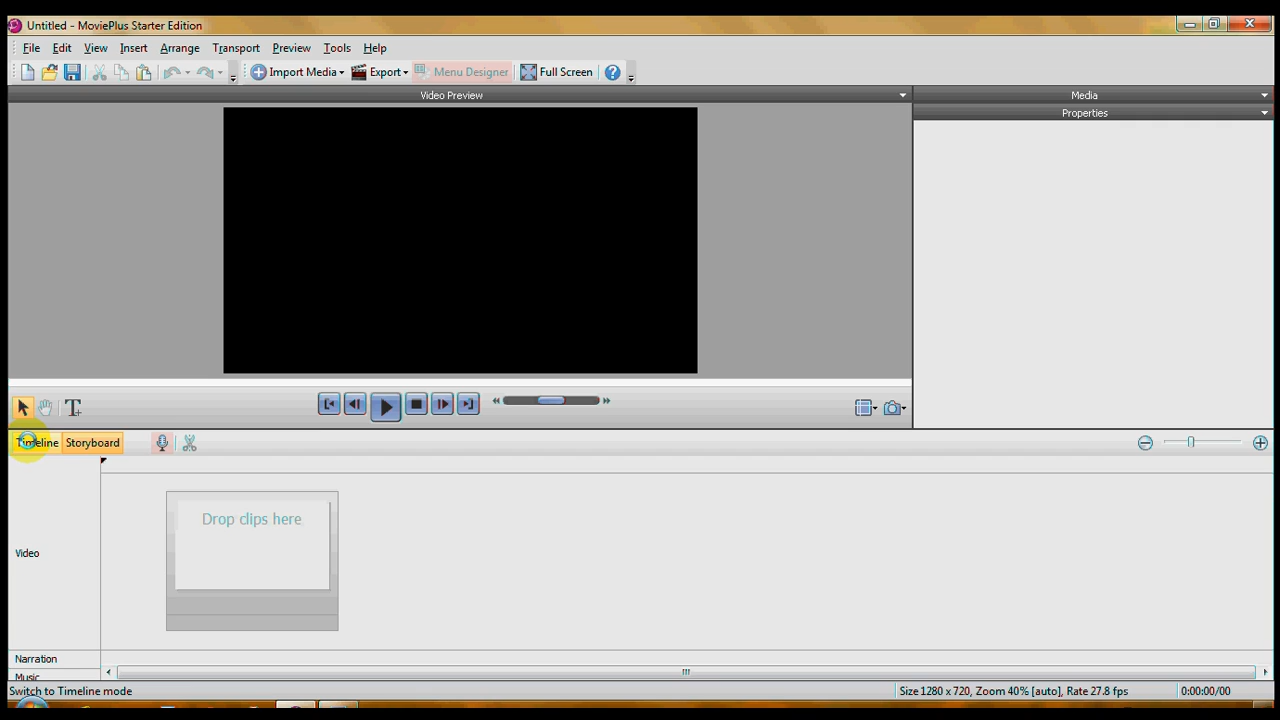 Untitled - MoviePlus Starter Edition
File Edit View Insert Arrange Transport Preview Tools Help
Import Media Export Menu Designer Full Screen
Video Preview
Media
Properties
Timeline Storyboard
Drop clips here
Video
Narration
Music
Switch to Timeline mode
Size 1280 x 720, Zoom 40% [auto], Rate 27.8 fps
0:00:00/00